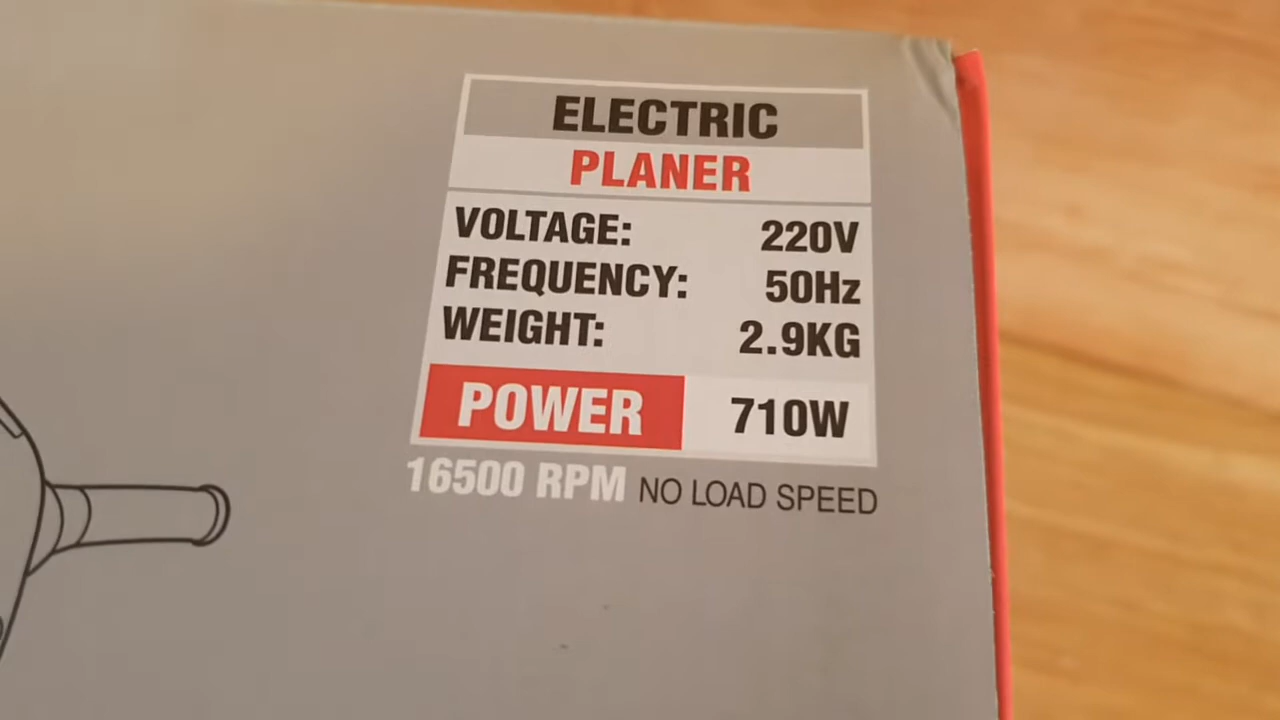 ELECTRIC
PLANER
VOLTAGE: 220V
FREQUENCY: 50Hz
WEIGHT: 2.9KG
POWER 710W
16500 RPM NO LOAD SPEED